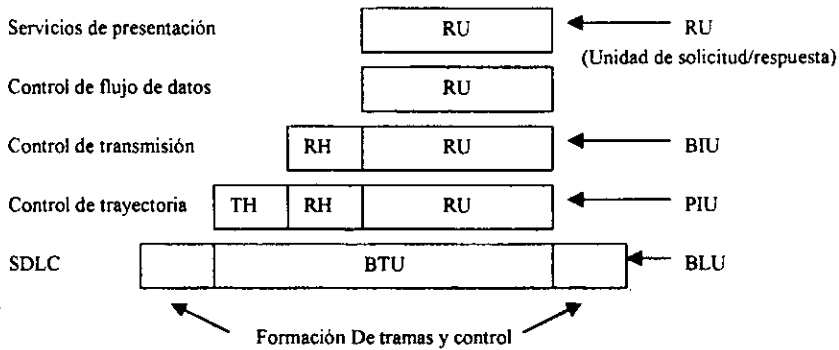 Servicios de presentación RU RU
(Unidad de solicitud/respuesta)
Control de flujo de datos RU
Control de transmisión RH RU BIU
Control de trayectoria TH RH RU PIU
SDLC BTU BLU
Formación De tramas y control